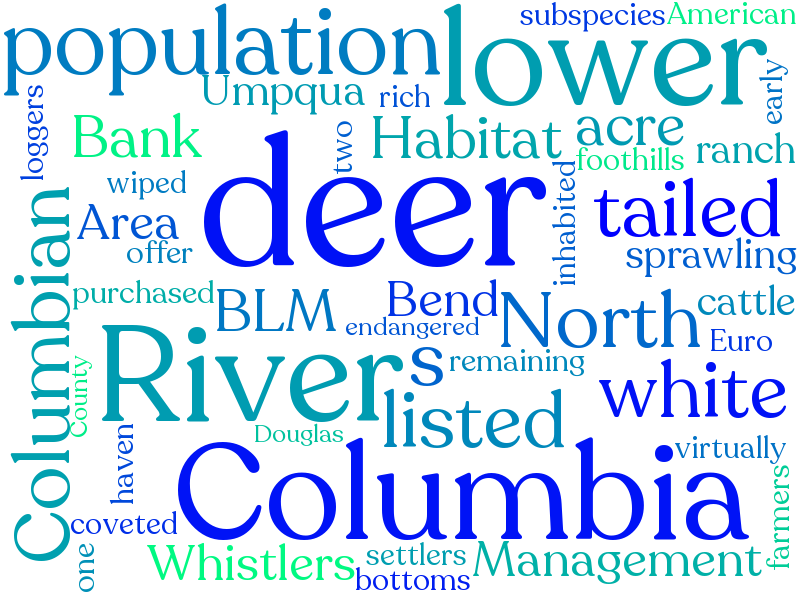 subspecies American
population lower
Umpqua rich early
loggers
Bank two Habitat acre
foothills ranch
wiped
deer
inhabited
tailed
Area
offer
sprawling
Columbian
purchased BLM Bend
endangered
North cattle
Euro
Rivers
remaining
white
County
listed
Douglas
haven
Columbia
virtually
coveted
farmers
one
Whistlers settlers Management
bottoms